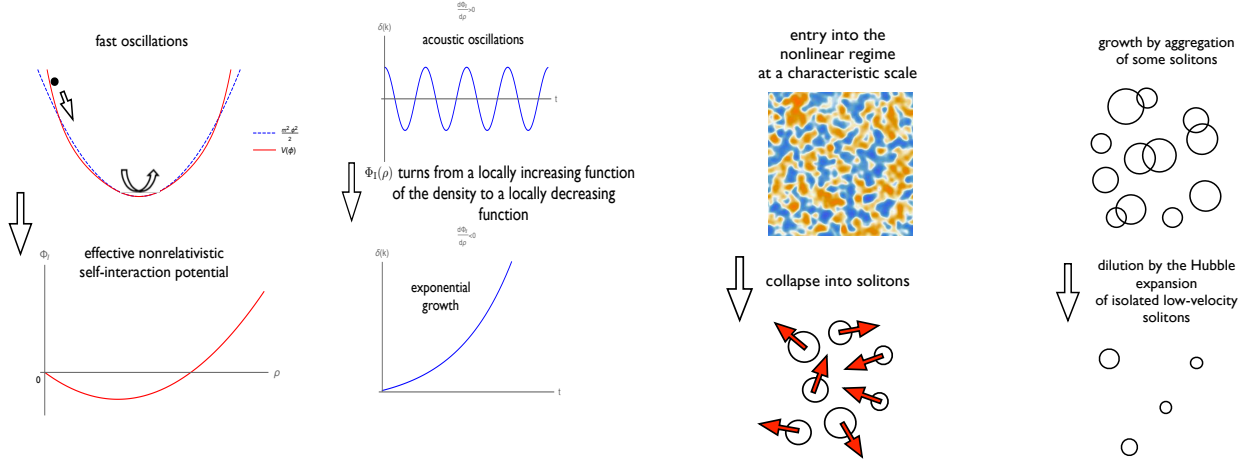 fast oscillations
m² ϕ²
2
V(ϕ)
effective nonrelativistic
self-interaction potential
Φ_I
0
ρ
dΦ_I
dρ
>0
δ(k)
acoustic oscillations
t
Φ_I(ρ) turns from a locally increasing function
of the density to a locally decreasing
function
dΦ_I
dρ
<0
δ(k)
exponential
growth
t
entry into the
nonlinear regime
at a characteristic scale
collapse into solitons
growth by aggregation
of some solitons
dilution by the Hubble
expansion
of isolated low-velocity
solitons